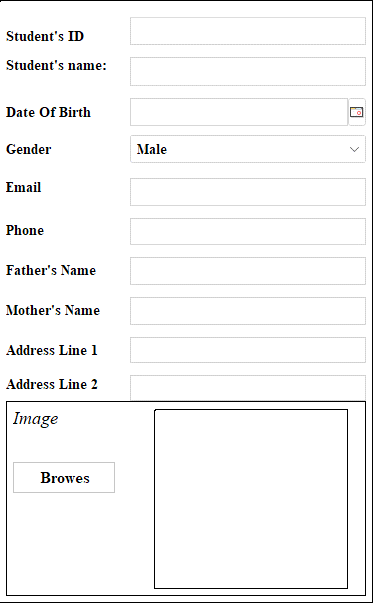 Student's ID
Student's name:
Date Of Birth
Gender
Male
Email
Phone
Father's Name
Mother's Name
Address Line 1
Address Line 2
Image
Browes